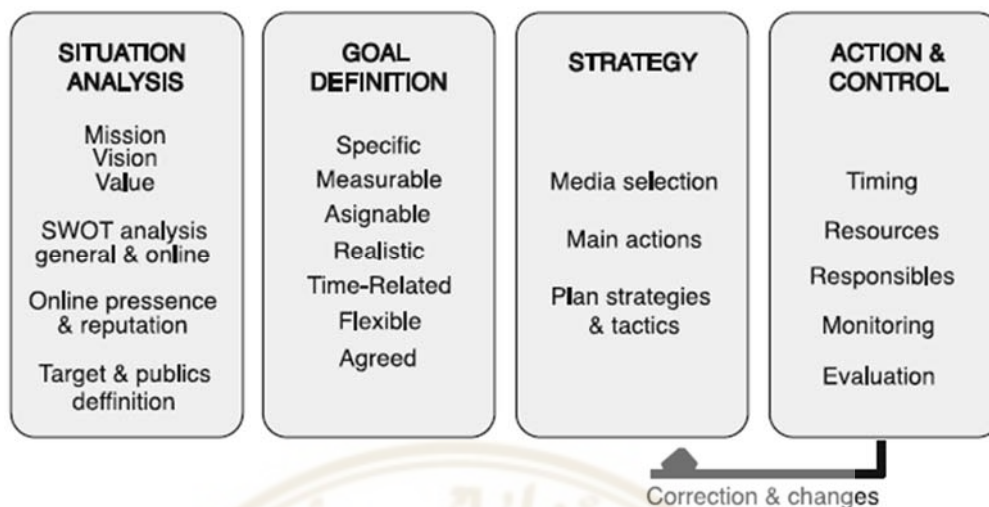 SITUATION
ANALYSIS
Mission
Vision
Value
SWOT analysis
general & online
Online pressence
& reputation
Target & publics
deffinition
GOAL
DEFINITION
Specific
Measurable
Asignable
Realistic
Time-Related
Flexible
Agreed
STRATEGY
Media selection
Main actions
Plan strategies
& tactics
ACTION &
CONTROL
Timing
Resources
Responsibles
Monitoring
Evaluation
Correction & changes